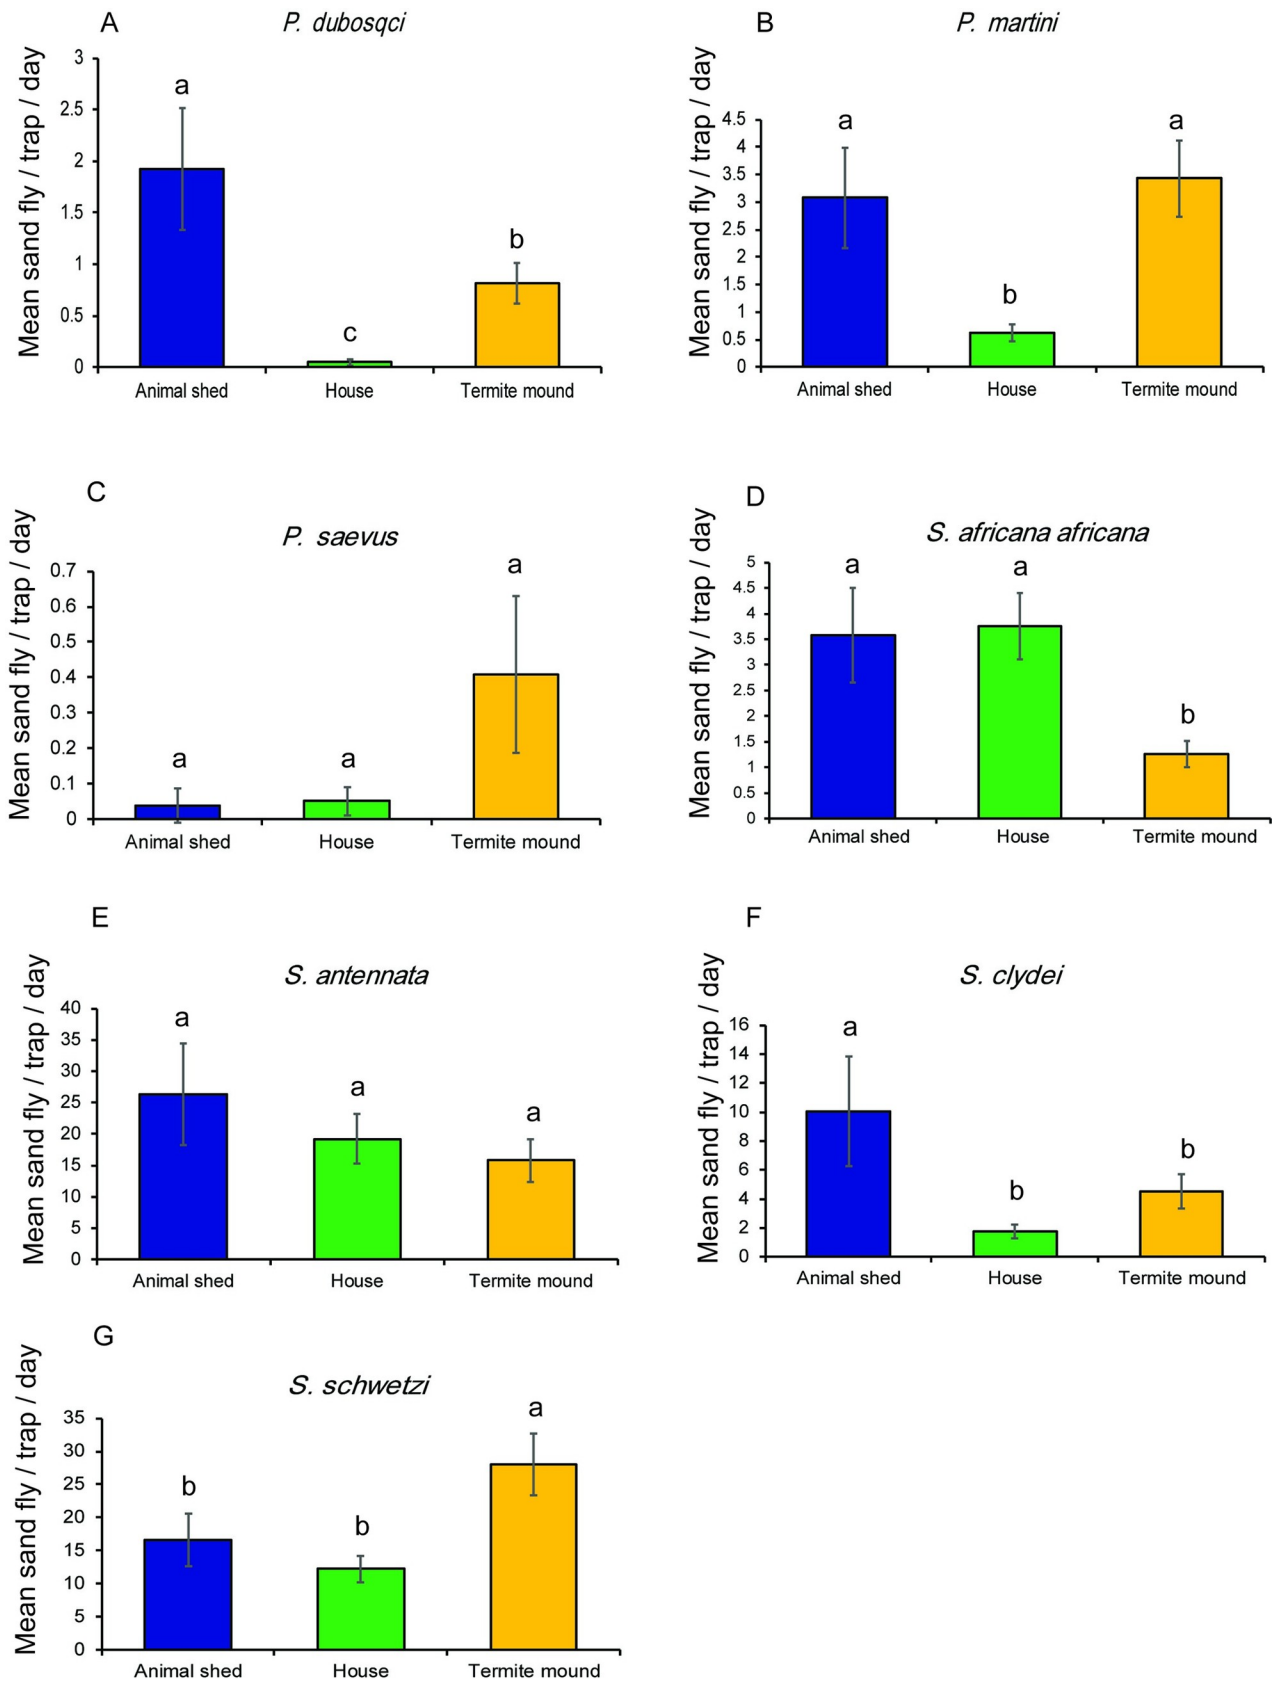 A
P. dubosqci
Mean sand fly / trap / day
3
2.5
2
1.5
1
0.5
0
a
c
b
Animal shed House Termite mound
B
P. martini
Mean sand fly / trap / day
4.5
4
3.5
3
2.5
2
1.5
1
0.5
0
a
b
a
Animal shed House Termite mound
C
P. saevus
Mean sand fly / trap / day
0.7
0.6
0.5
0.4
0.3
0.2
0.1
0
a
a
a
Animal shed House Termite mound
D
S. africana africana
Mean sand fly / trap / day
5
4.5
4
3.5
3
2.5
2
1.5
1
0.5
0
a
a
b
Animal shed House Termite mound
E
S. antennata
Mean sand fly / trap / day
40
35
30
25
20
15
10
5
0
a
a
a
Animal shed House Termite mound
F
S. clydei
Mean sand fly / trap / day
16
14
12
10
8
6
4
2
0
a
b
b
Animal shed House Termite mound
G
S. schwetzi
Mean sand fly / trap / day
35
30
25
20
15
10
5
0
b
b
a
Animal shed House Termite mound